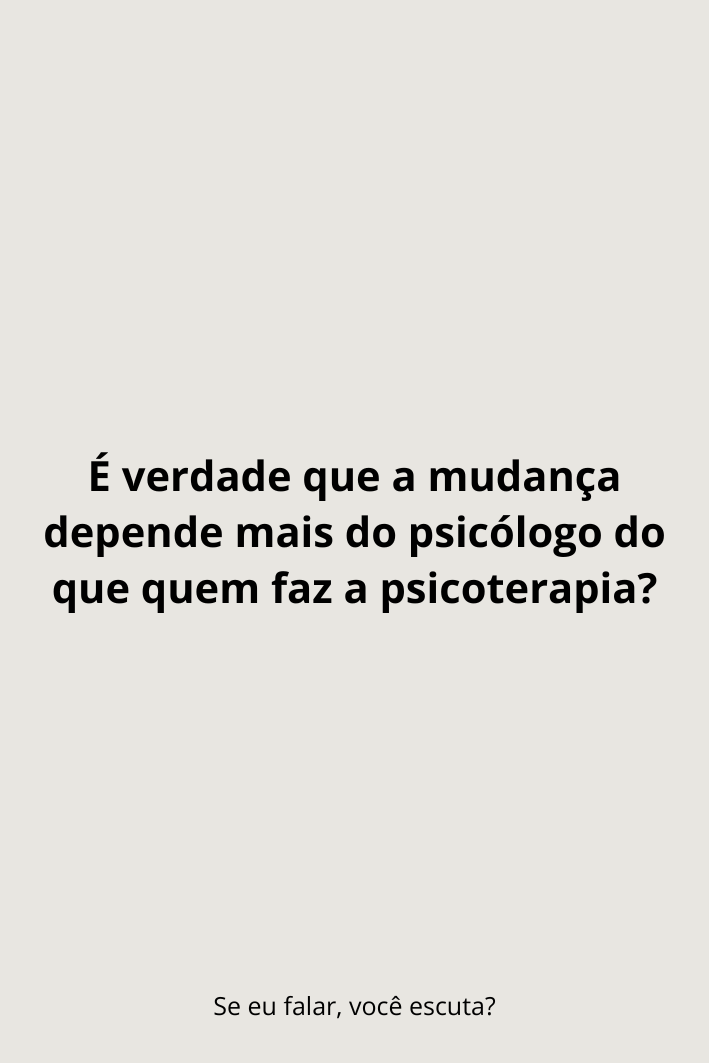 É verdade que a mudança
depende mais do psicólogo do
que quem faz a psicoterapia?
Se eu falar, você escuta?